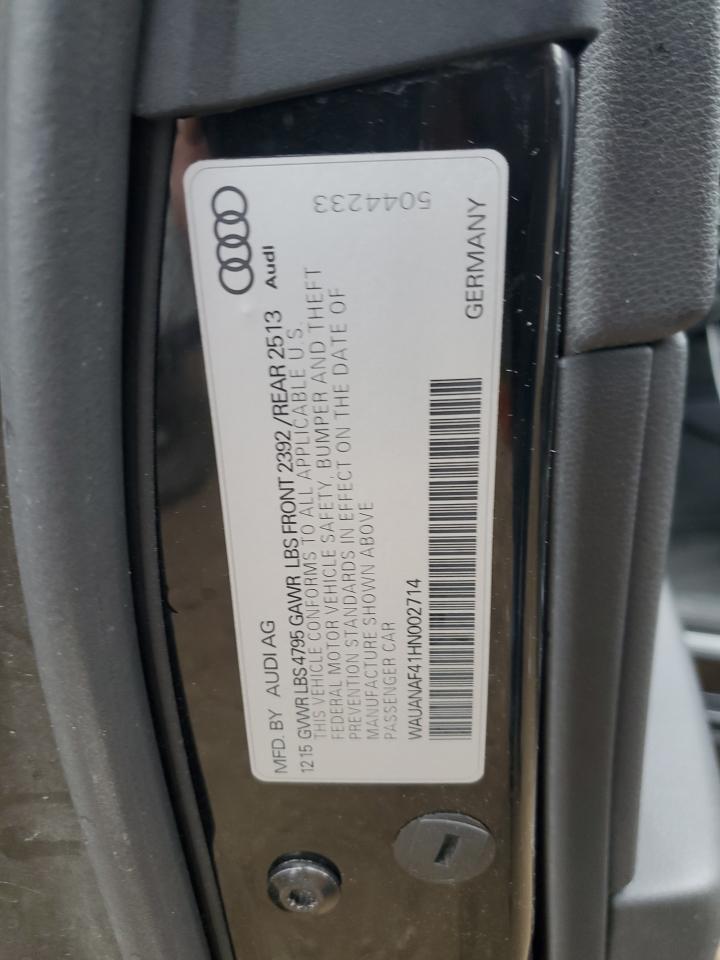 MFD. BY AUDI AG
Audi
12 15 GVWR LBS 4795 GAWR LBS FRONT 2392 / REAR 2513
THIS VEHICLE CONFORMS TO ALL APPLICABLE U S.
FEDERAL MOTOR VEHICLE SAFETY, BUMPER AND THEFT
PREVENTION STANDARDS IN EFFECT ON THE DATE OF
MANUFACTURE SHOWN ABOVE
PASSENGER CAR
WAUANAF41HN002714
GERMANY
5044233